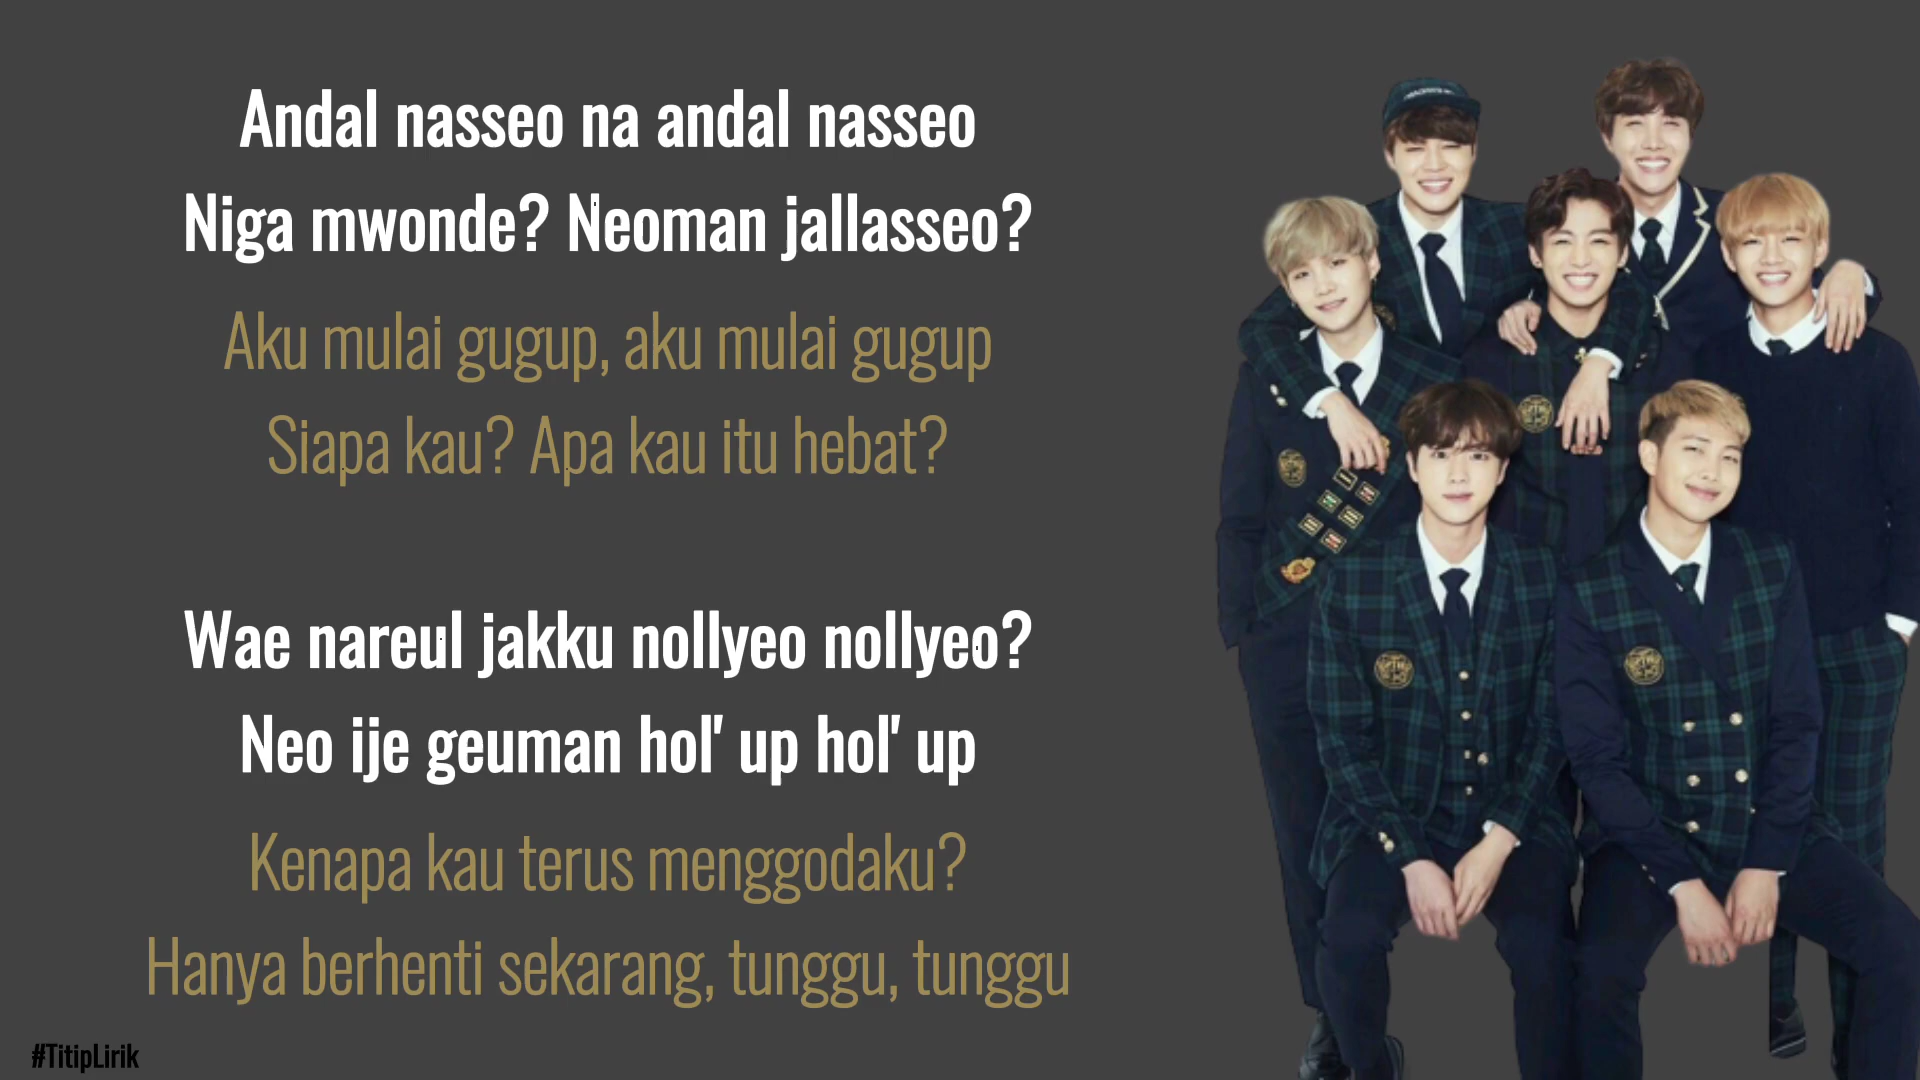 Andal nasseo na andal nasseo
Niga mwonde? Neoman jallasseo?
Aku mulai gugup, aku mulai gugup
Siapa kau? Apa kau itu hebat?
Wae nareul jakku nollyeo nollyeo?
Neo ije geuman hol' up hol' up
Kenapa kau terus menggodaku?
Hanya berhenti sekarang, tunggu, tunggu
#TitipLirik